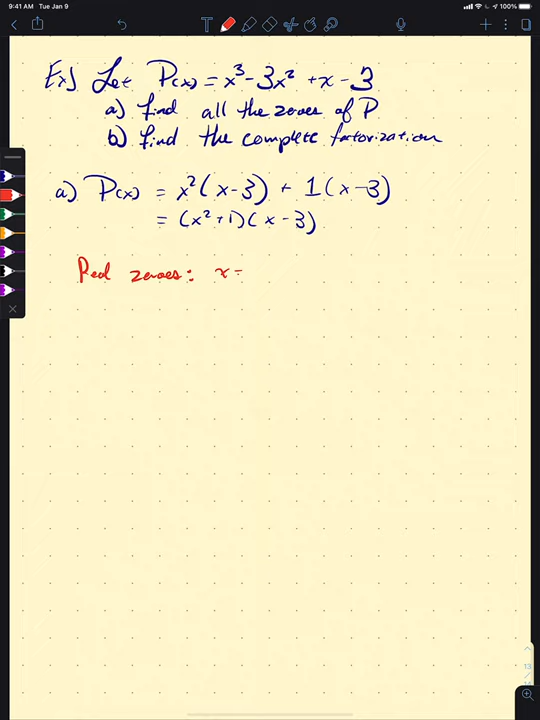 9:41 AM Tue Jan 9
100%
Ex] Let P(x) = x³ - 3x² + x - 3
a) find all the zeroes of P
b) find the complete factorization
a) P(x) = x²(x-3) + 1(x-3)
= (x²+1)(x-3)
Real zeroes: x =